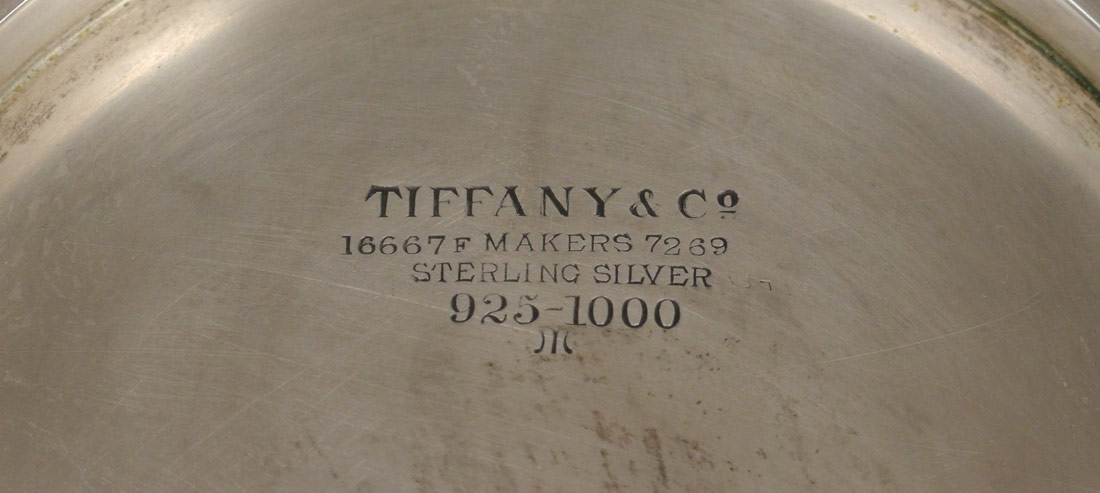 TIFFANY & Cº
16667F MAKERS 7269
STERLING SILVER
925-1000
M